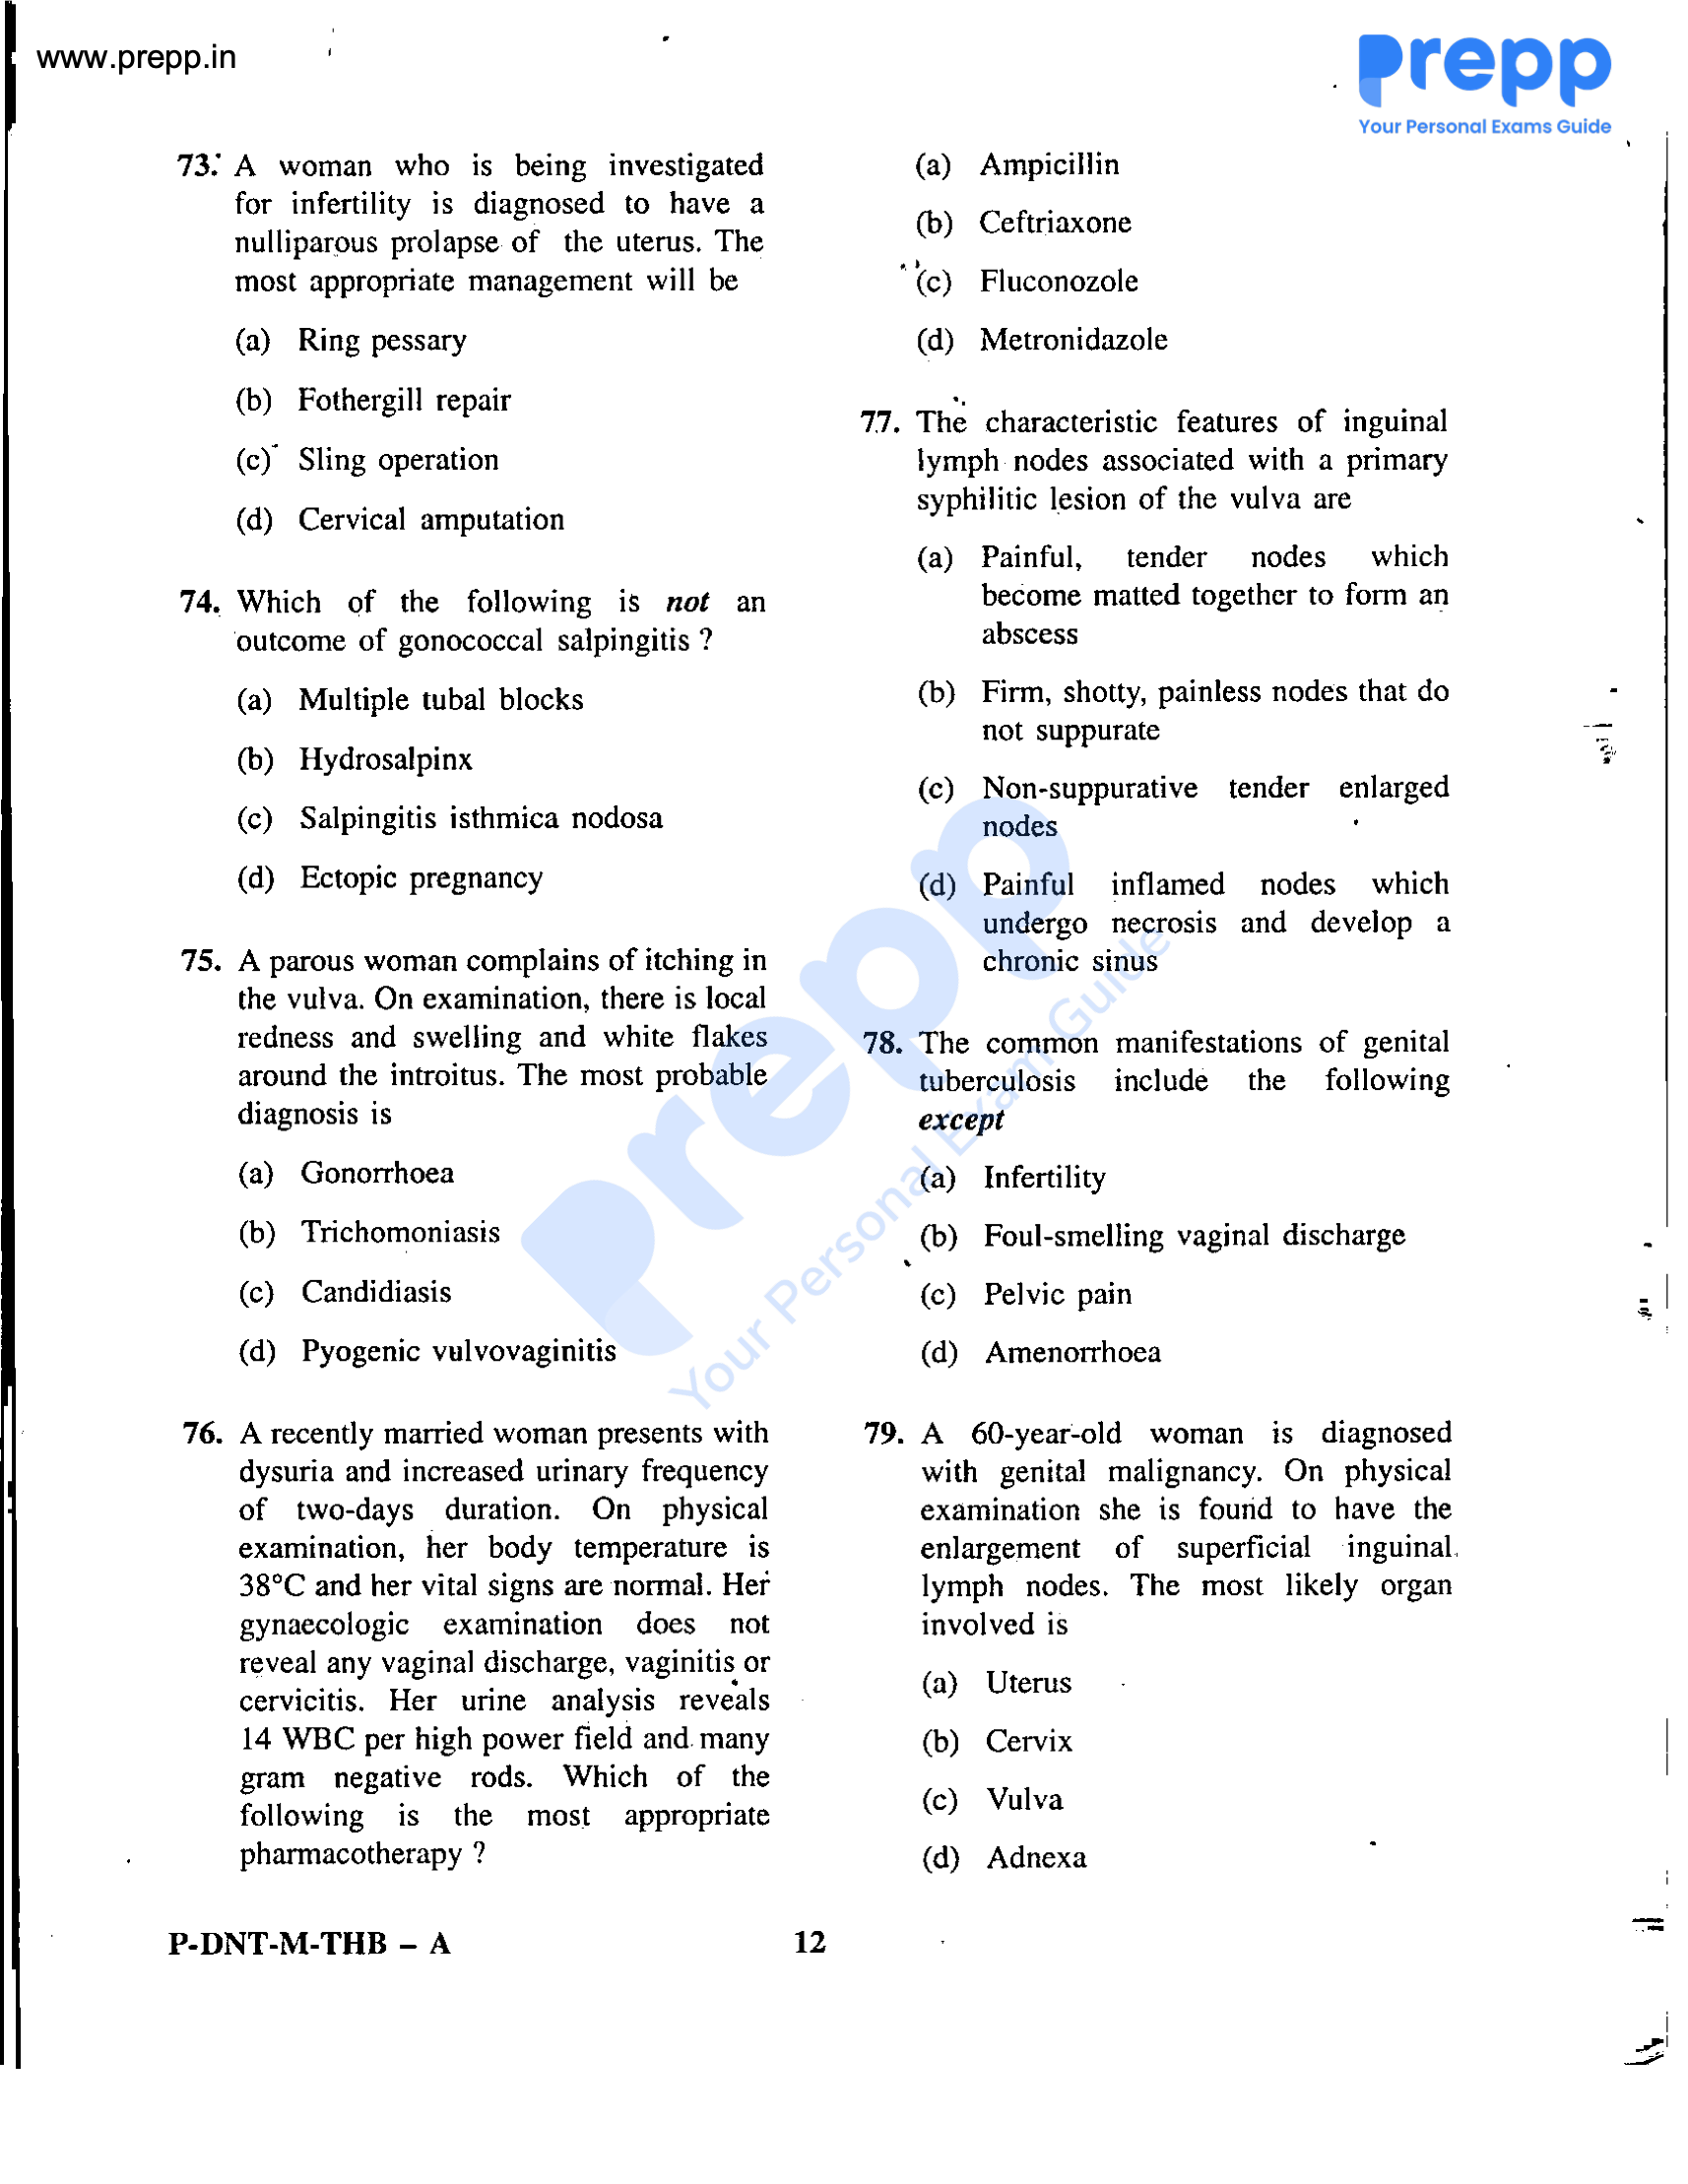 www.prepp.in
prepp
Your Personal Exams Guide
73. A woman who is being investigated
for infertility is diagnosed to have a
nulliparous prolapse of the uterus. The
most appropriate management will be
(a) Ring pessary
(b) Fothergill repair
(c) Sling operation
(d) Cervical amputation
74. Which of the following is not an
outcome of gonococcal salpingitis ?
(a) Multiple tubal blocks
(b) Hydrosalpinx
(c) Salpingitis isthmica nodosa
(d) Ectopic pregnancy
75. A parous woman complains of itching in
the vulva. On examination, there is local
redness and swelling and white flakes
around the introitus. The most probable
diagnosis is
(a) Gonorrhoea
(b) Trichomoniasis
(c) Candidiasis
(d) Pyogenic vulvovaginitis
76. A recently married woman presents with
dysuria and increased urinary frequency
of two-days duration. On physical
examination, her body temperature is
38°C and her vital signs are normal. Her
gynaecologic examination does not
reveal any vaginal discharge, vaginitis or
cervicitis. Her urine analysis reveals
14 WBC per high power field and many
gram negative rods. Which of the
following is the most appropriate
pharmacotherapy ?
(a) Ampicillin
(b) Ceftriaxone
(c) Fluconozole
(d) Metronidazole
77. The characteristic features of inguinal
lymph nodes associated with a primary
syphilitic lesion of the vulva are
(a) Painful, tender nodes which
become matted together to form an
abscess
(b) Firm, shotty, painless nodes that do
not suppurate
(c) Non-suppurative tender enlarged
nodes
(d) Painful inflamed nodes which
undergo necrosis and develop a
chronic sinus
78. The common manifestations of genital
tuberculosis include the following
except
(a) Infertility
(b) Foul-smelling vaginal discharge
(c) Pelvic pain
(d) Amenorrhoea
79. A 60-year-old woman is diagnosed
with genital malignancy. On physical
examination she is found to have the
enlargement of superficial inguinal
lymph nodes. The most likely organ
involved is
(a) Uterus
(b) Cervix
(c) Vulva
(d) Adnexa
prepp
Your Personal Exam Guide
P-DNT-M-THB – A
12